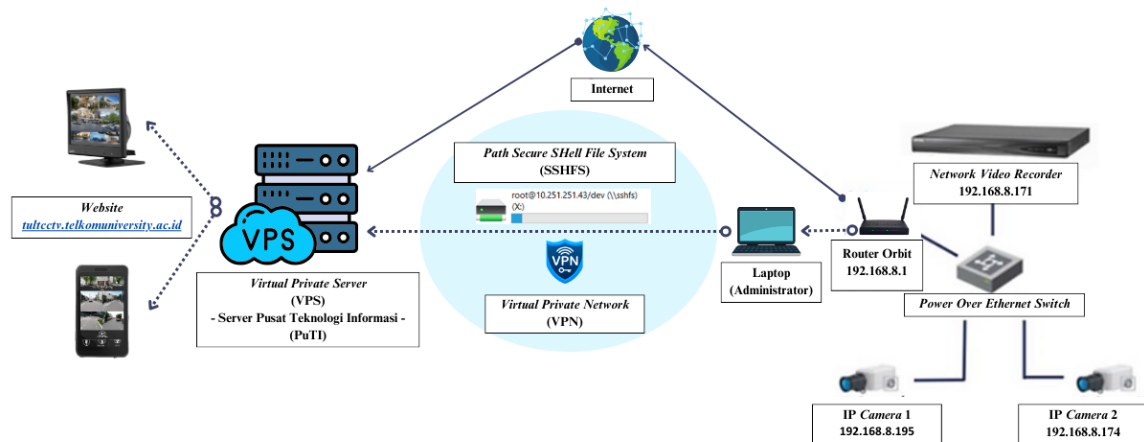 Internet
Path Secure SHell File System
(SSHFS)
root@10.251.251.43/dev (\\sshfs)
(X:)
Network Video Recorder
192.168.8.171
Website
tultcctv.telkomuniversity.ac.id
VPS
VPN
Router Orbit
192.168.8.1
Laptop
(Administrator)
Virtual Private Server
(VPS)
- Server Pusat Teknologi Informasi -
(PuTI)
Virtual Private Network
(VPN)
Power Over Ethernet Switch
IP Camera 1
192.168.8.195
IP Camera 2
192.168.8.174